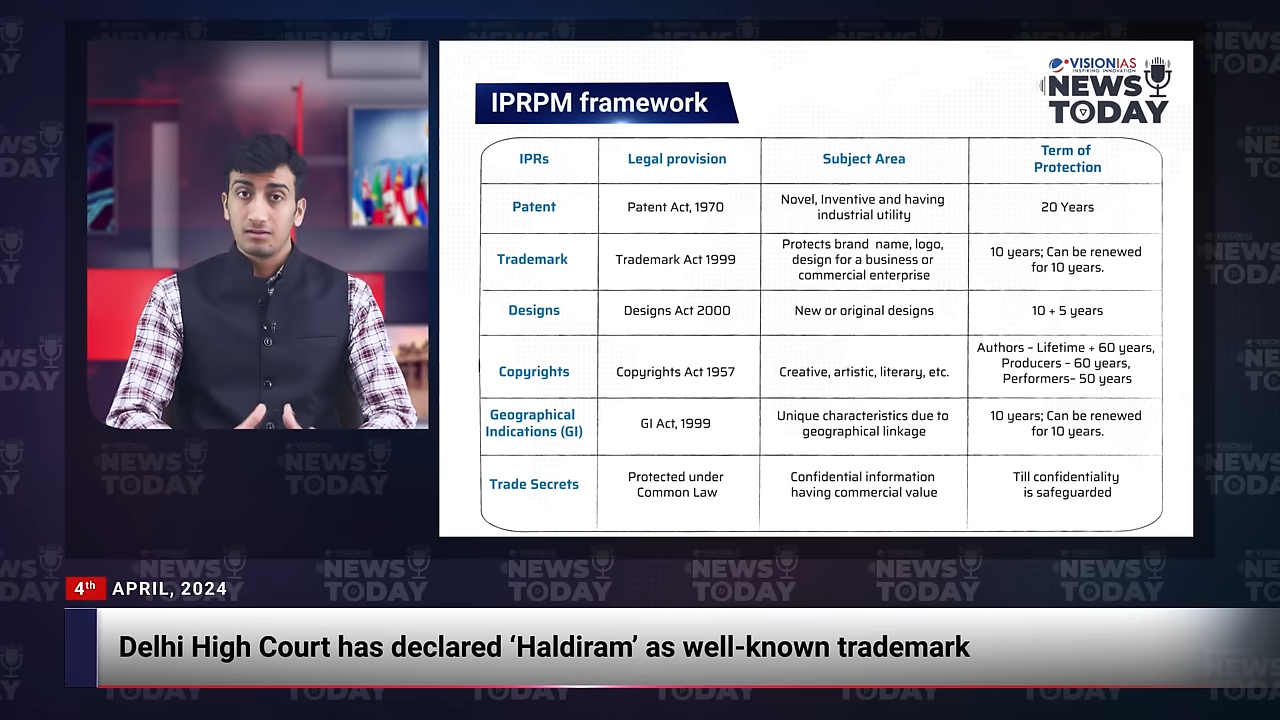 VISIONIAS
INSPIRING INNOVATION
NEWS
TODAY
IPRPM framework
IPRs
Legal provision
Subject Area
Term of
Protection
Patent
Patent Act, 1970
Novel, Inventive and having
industrial utility
20 Years
Trademark
Trademark Act 1999
Protects brand name, logo,
design for a business or
commercial enterprise
10 years; Can be renewed
for 10 years.
Designs
Designs Act 2000
New or original designs
10 + 5 years
Copyrights
Copyrights Act 1957
Creative, artistic, literary, etc.
Authors – Lifetime + 60 years,
Producers – 60 years,
Performers– 50 years
Geographical
Indications (GI)
GI Act, 1999
Unique characteristics due to
geographical linkage
10 years; Can be renewed
for 10 years.
Trade Secrets
Protected under
Common Law
Confidential information
having commercial value
Till confidentiality
is safeguarded
4th APRIL, 2024
Delhi High Court has declared ‘Haldiram’ as well-known trademark